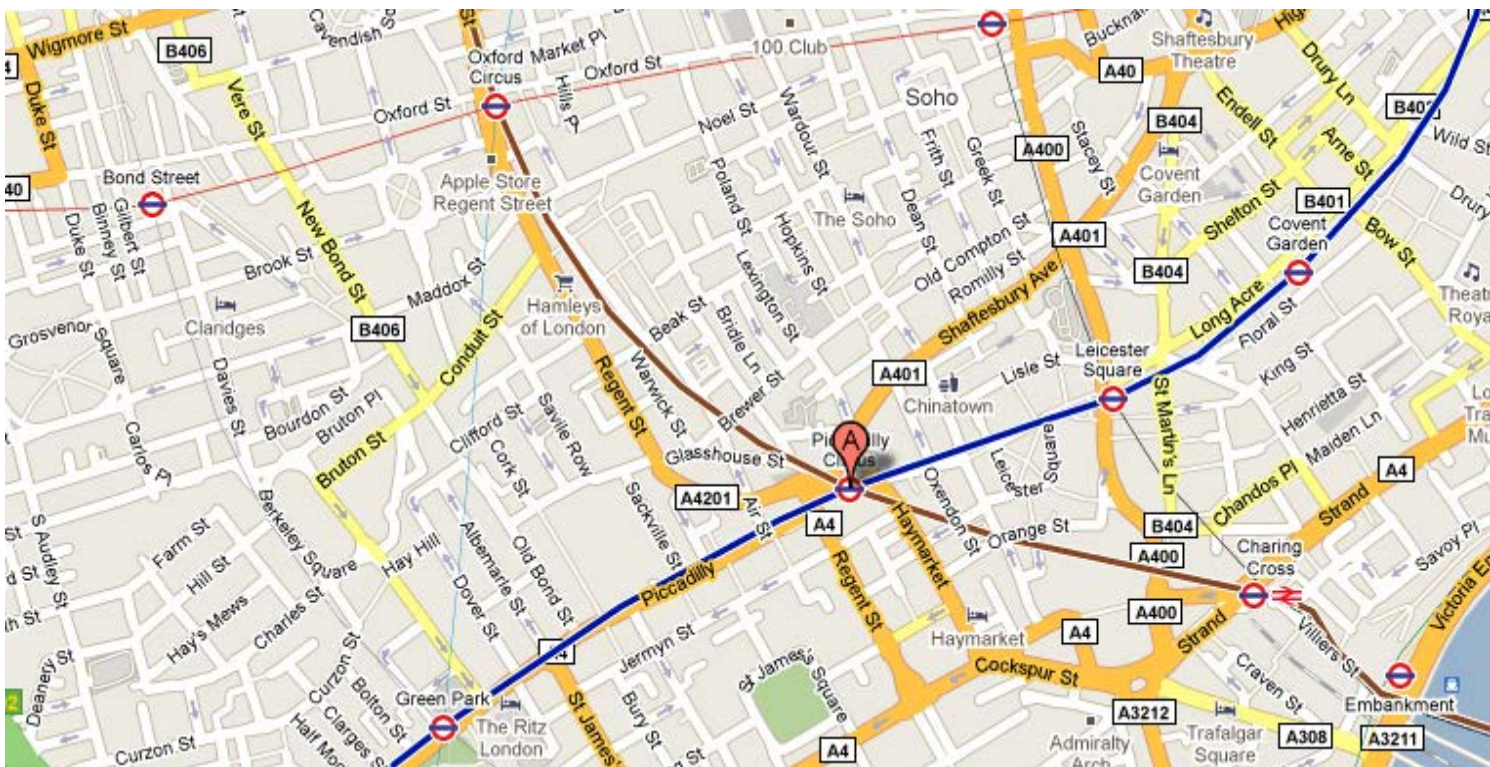 Wigmore St
B406
Cavendish
Market Pl
Oxford
Circus
Oxford St
Hills Pl
100 Club
A40
Bucknall
Shaftesbury
Theatre
High
Drury Ln
Duke St
Vere St
Oxford St
Noel St
Wardour St
Soho
A400
Stacey St
B404
Endell St
Arne St
B402
Wild St
40
Bond Street
Apple Store
Regent Street
Poland St
Hopkins St
The Soho
Frith St
Greek St
Dean St
Covent
Garden
Shelton St
B401
Drury
Duke St
Binney St
Gilbert St
New Bond St
Brook St
Maddox St
Lexington St
Old Compton St
Romilly St
A401
B404
Covent
Garden
Bow St
Grosvenor Square
Claridges
B406
Conduit St
Hamleys
of London
Beak St
Bridle Ln
Shaftesbury Ave
Long Acre
Floral St
Theatr
Roya
Davies St
Regent St
Warwick St
Brewer St
A401
Chinatown
Lisle St
Leicester
Square
King St
Henrietta St
Maiden Ln
Lo
Tra
Mu
Carlos Pl
Bourdon St
Bruton Pl
Bruton St
Clifford St
Cork St
Saville Row
Glasshouse St
A
Piccadilly
Circus
Leicester Square
St Martin's Ln
Chandos Pl
A4
Strand
S Audley St
Berkeley Square
Sackville St
A4201
Air St
A4
Haymarket
Oxendon St
Orange St
B404
A400
Charing
Cross
Savoy Pl
Farm St
Hill St
Hay's Mews
Charles St
Hay Hill
Albemarle St
Old Bond St
Dover St
Piccadilly
Regent St
Haymarket
A4
A400
Strand
Villiers St
Victoria Em
Deanery St
Curzon St
Bolton St
Clarges St
Half Moo
Curzon St
Green Park
A4
The Ritz
London
St James'
Jermyn St
Bury St
St James's Square
A4
Cockspur St
Admiralty
Arch
A3212
Trafalgar
Square
Craven St
A308
A3211
Embankment
2